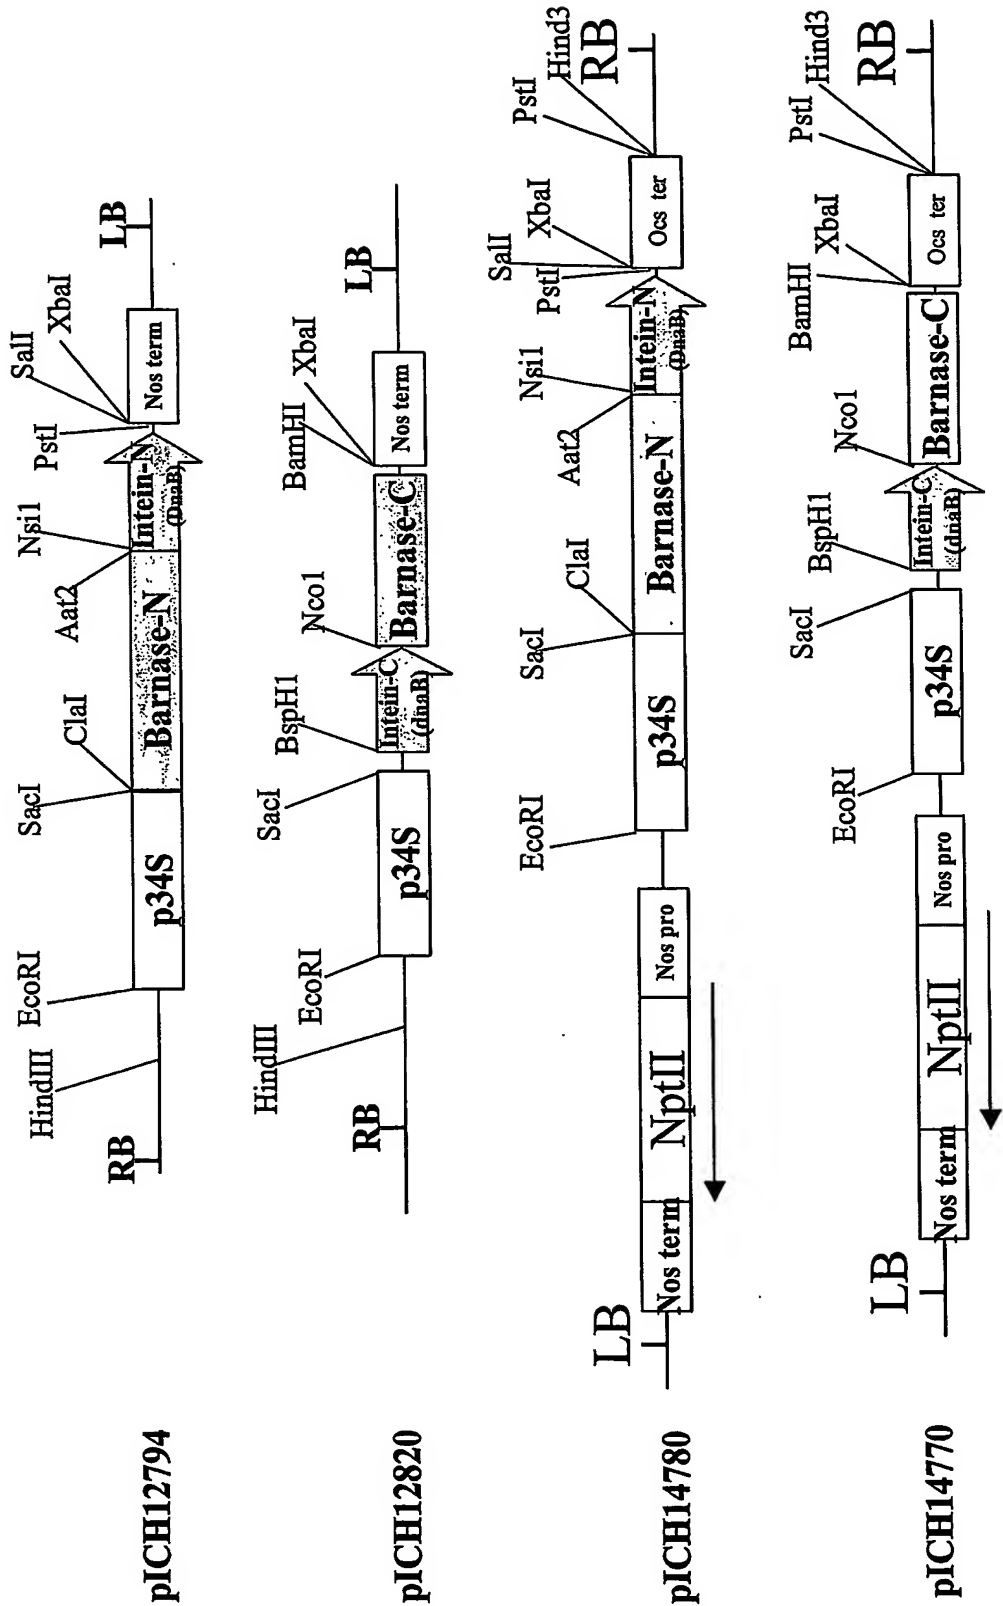 HindIII EcoRI SacI ClaI Aat2 Nsi1 PstI SalI XbaI
pICH12794 RB p34S Barnase-N Intein-N (DnaB) Nos term LB
HindIII EcoRI SacI BspH1 Nco1 BamHI XbaI
pICH12820 RB p34S Intein-C (dnaB) Barnase-C Nos term LB
EcoRI SacI ClaI Aat2 Nsi1 PstI SalI XbaI PstI Hind3
pICH14780 LB Nos term NptII Nos pro p34S Barnase-N Intein-N (DnaB) Ocs ter RB
EcoRI SacI BspH1 Nco1 BamHI XbaI PstI Hind3
pICH14770 LB Nos term NptII Nos pro p34S Intein-C (dnaB) Barnase-C Ocs ter RB